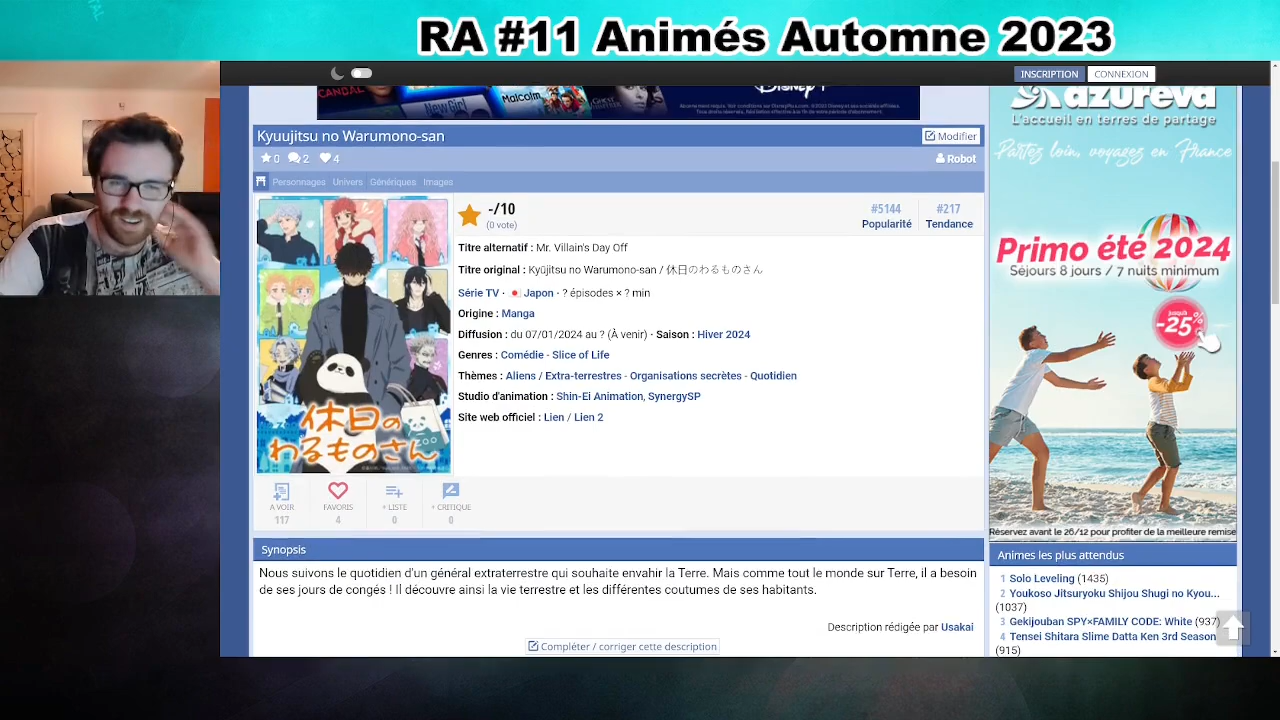 RA #11 Animés Automne 2023
INSCRIPTION
CONNEXION
SCANDAL
NewGirl
Malcolm
Kyuujitsu no Warumono-san
Modifier
0 2 4
Robot
Personnages Univers Génériques Images
-/10
(0 vote)
#5144
Popularité
#217
Tendance
Titre alternatif : Mr. Villain's Day Off
Titre original : Kyūjitsu no Warumono-san / 休日のわるものさん
Série TV - Japon - ? épisodes × ? min
Origine : Manga
Diffusion : du 07/01/2024 au ? (À venir) - Saison : Hiver 2024
Genres : Comédie - Slice of Life
Thèmes : Aliens / Extra-terrestres - Organisations secrètes - Quotidien
Studio d'animation : Shin-Ei Animation, SynergySP
Site web officiel : Lien / Lien 2
休日の
わるものさん
ZOO
A VOIR
117
FAVORIS
4
+ LISTE
0
+ CRITIQUE
0
Synopsis
Nous suivons le quotidien d'un général extraterrestre qui souhaite envahir la Terre. Mais comme tout le monde sur Terre, il a besoin
de ses jours de congés ! Il découvre ainsi la vie terrestre et les différentes coutumes de ses habitants.
Description rédigée par Usakai
Compléter / corriger cette description
azureva
L'accueil en terres de partage
Partez loin, voyagez en France
Primo été 2024
Séjours 8 jours / 7 nuits minimum
jusqu'à
-25%
Réservez avant le 26/12 pour profiter de la meilleure remise
Animes les plus attendus
1 Solo Leveling (1435)
2 Youkoso Jitsuryoku Shijou Shugi no Kyou...
(1037)
3 Gekijouban SPY×FAMILY CODE: White (937)
4 Tensei Shitara Slime Datta Ken 3rd Season
(915)